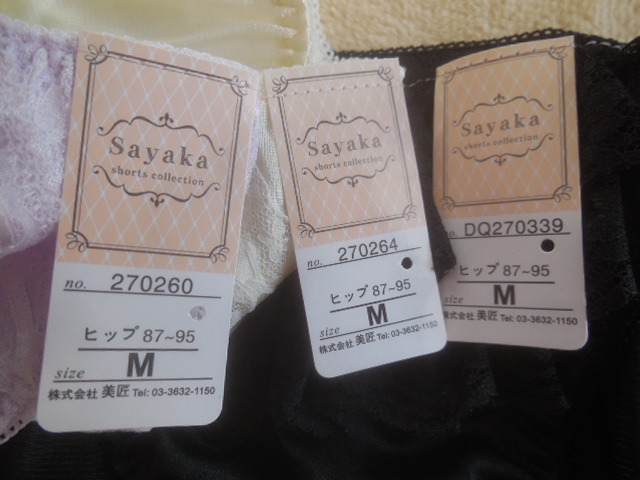 Sayaka
shorts collection
no. 270260
ヒップ 87~95
size M
株式会社 美匠 Tel: 03-3632-1150
Sayaka
shorts collection
no. 270264
ヒップ 87~95
size M
株式会社 美匠 Tel: 03-3632-1150
Sayaka
shorts collection
no. DQ270339
ヒップ 87~95
size M
株式会社 美匠 Tel: 03-3632-1150